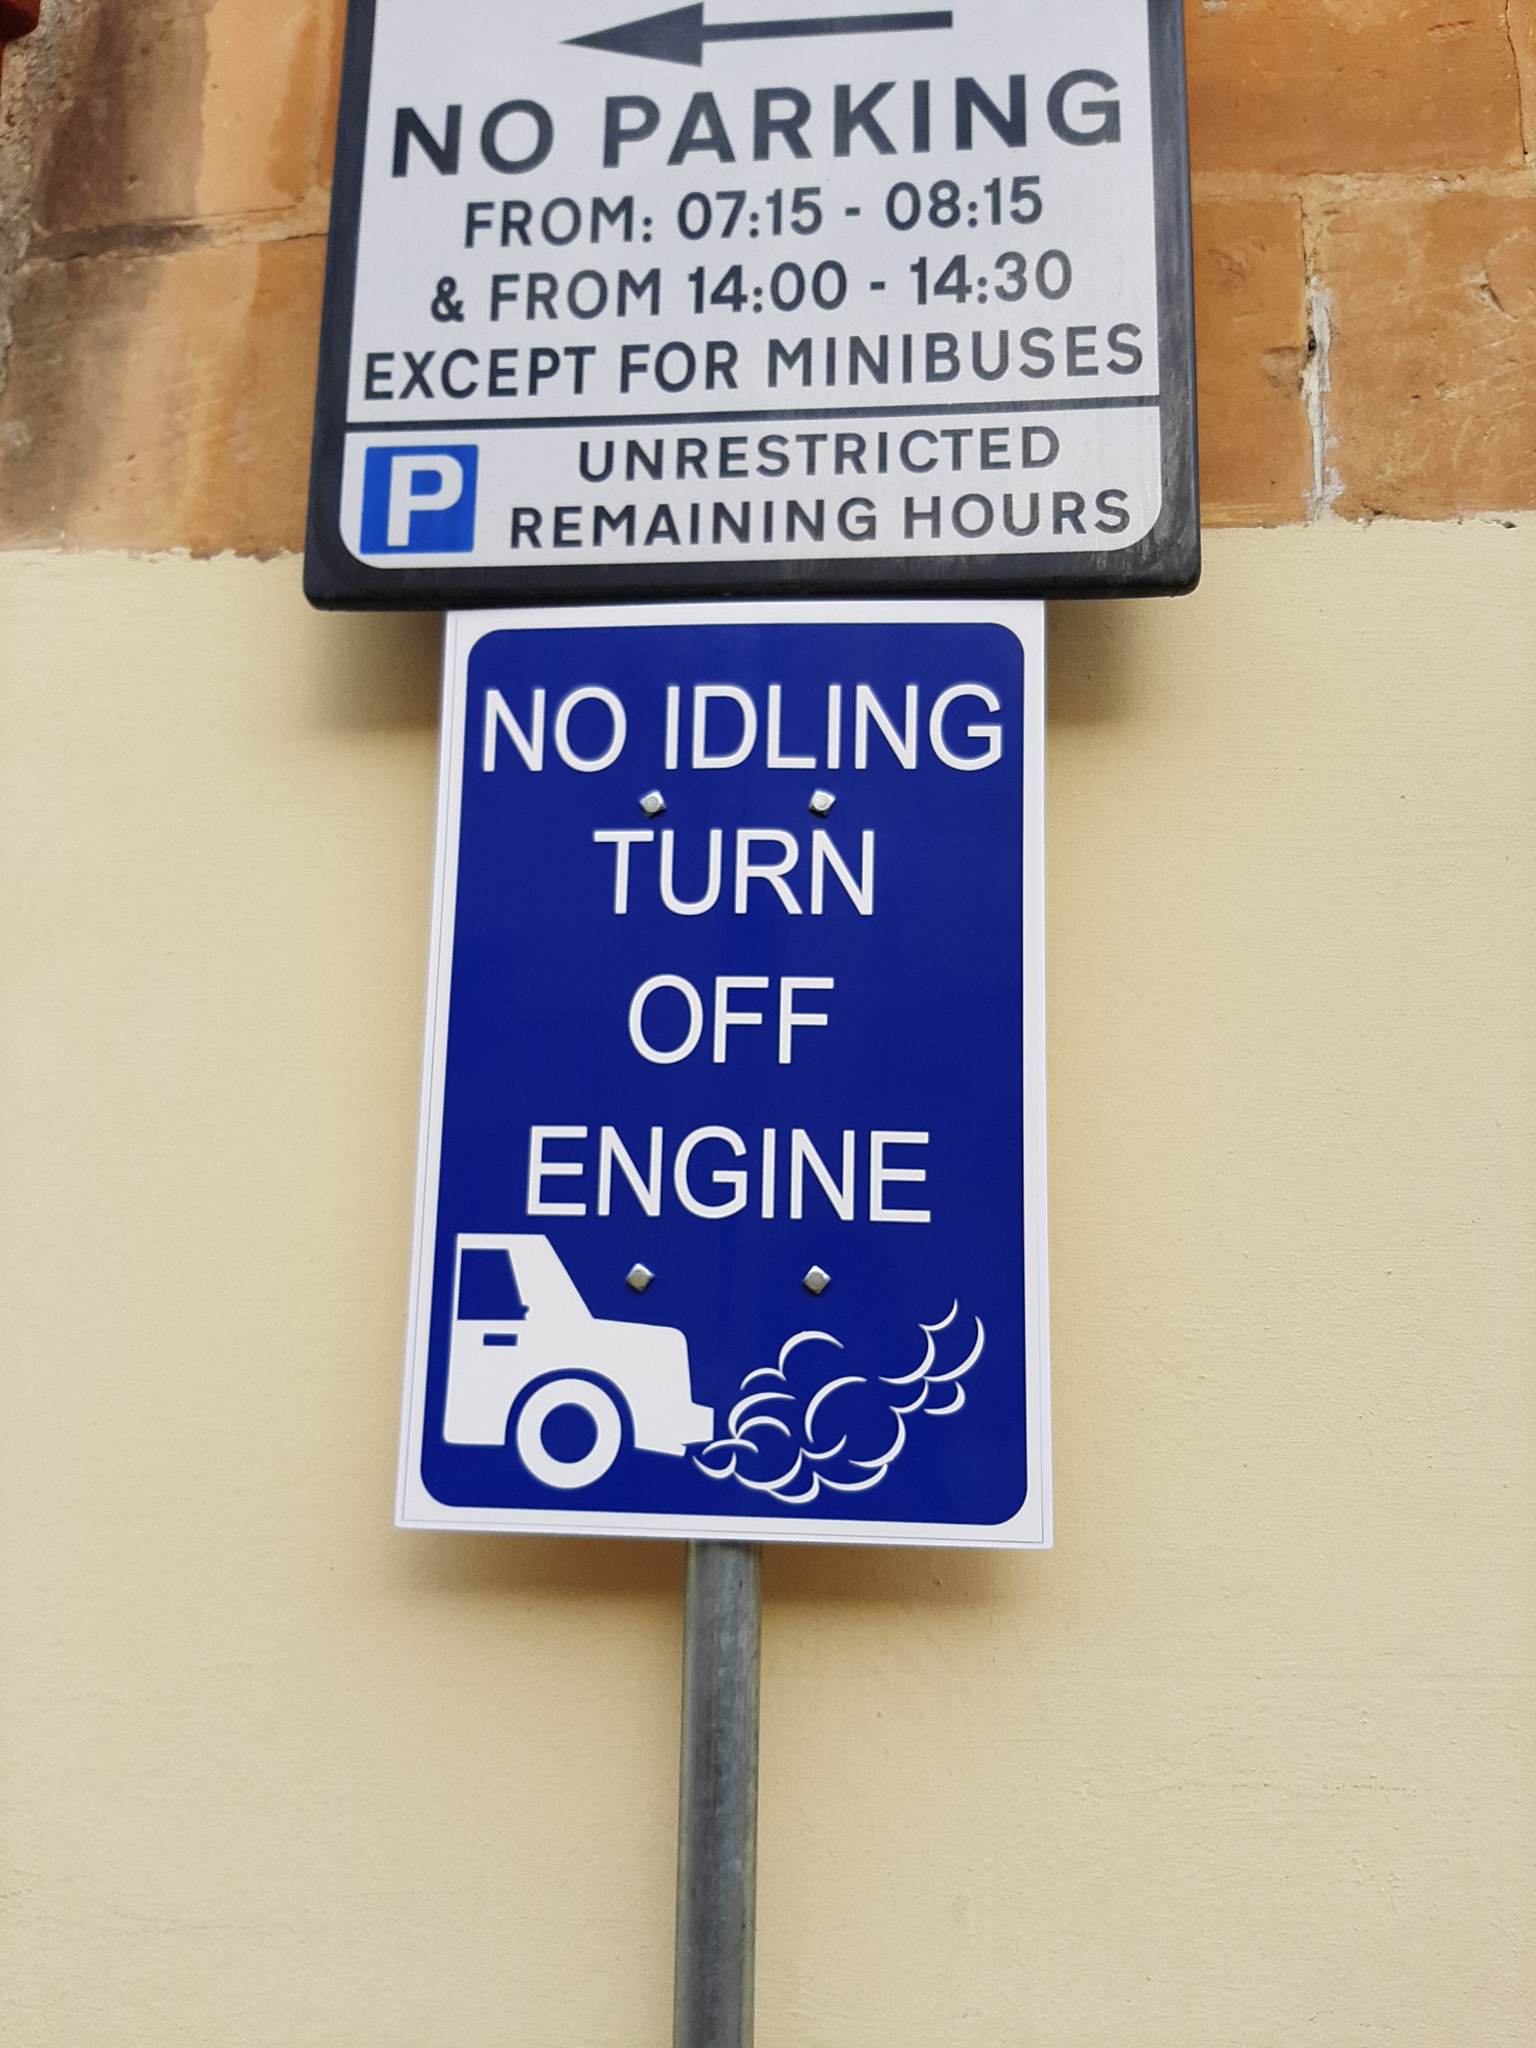 NO PARKING
FROM: 07:15 - 08:15
& FROM 14:00 - 14:30
EXCEPT FOR MINIBUSES
P UNRESTRICTED
REMAINING HOURS
NO IDLING
TURN
OFF
ENGINE